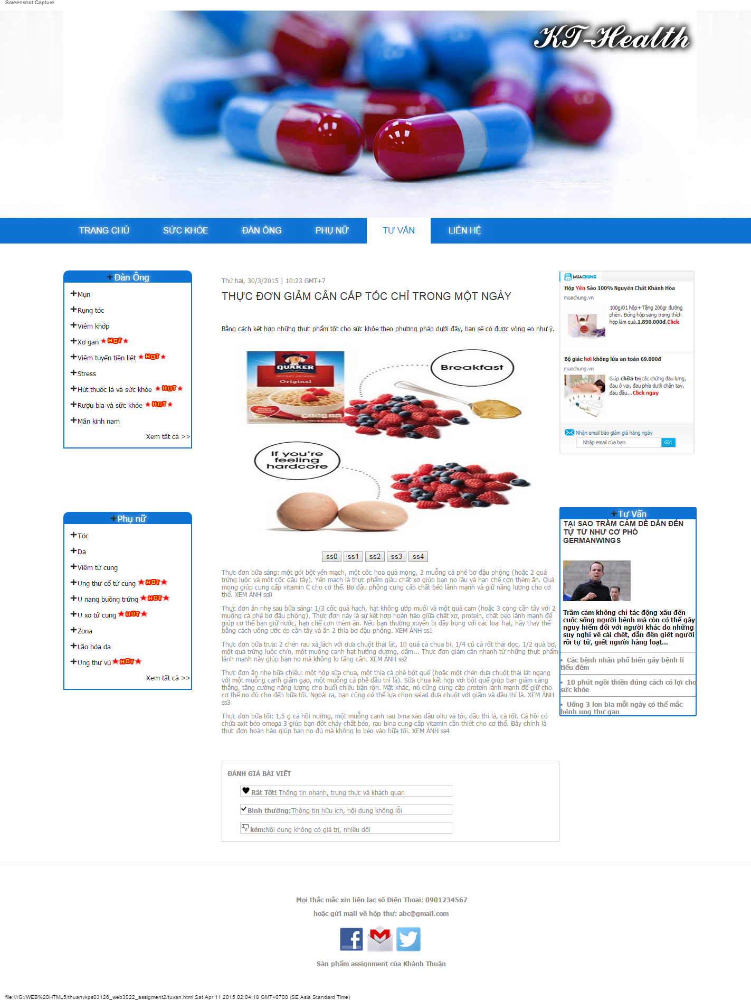 Screenshot Capture
KT-Health
TRANG CHỦ SỨC KHỎE ĐÀN ÔNG PHỤ NỮ TƯ VẤN LIÊN HỆ
Đàn Ông
Mụn
Rụng tóc
Viêm khớp
Xơ gan HOT
Viêm tuyến tiền liệt HOT
Stress
Hút thuốc lá và sức khỏe HOT
Rượu bia và sức khỏe HOT
Mãn kinh nam
Xem tất cả >>
Phụ nữ
Tóc
Da
Viêm tử cung
Ung thư cổ tử cung HOT
U nang buồng trứng HOT
U xơ tử cung HOT
Zona
Lão hóa da
Ung thư vú HOT
Xem tất cả >>
Thứ hai, 30/3/2015 | 10:23 GMT+7
THỰC ĐƠN GIẢM CÂN CẤP TỐC CHỈ TRONG MỘT NGÀY
Bằng cách kết hợp những thực phẩm tốt cho sức khỏe theo phương pháp dưới đây, bạn sẽ có được vòng eo như ý.
QUAKER
INSTANT OATMEAL
Original
Breakfast
If you're
feeling
hardcore
ss0 ss1 ss2 ss3 ss4
Thực đơn bữa sáng: một gói bột yến mạch, một cốc hoa quả mọng, 2 muỗng cà phê bơ đậu phộng (hoặc 2 quả
trứng luộc và một cốc dâu tây). Yến mạch là thực phẩm giàu chất xơ giúp bạn no lâu và hạn chế cơn thèm ăn. Quả
mọng giúp cung cấp vitamin C cho cơ thể. Bơ đậu phộng cung cấp chất béo lành mạnh và giữ năng lượng cho cơ
thể. XEM ẢNH ss0
Thực đơn ăn nhẹ sau bữa sáng: 1/3 cốc quả hạch, hạt không ướp muối và một quả cam (hoặc 3 cọng cần tây với 2
muỗng cà phê bơ đậu phộng). Thực đơn này là sự kết hợp hoàn hảo giữa chất xơ, protein, chất béo lành mạnh để
giúp cơ thể bạn giữ nước, hạn chế cơn thèm ăn. Nếu bạn thường xuyên bị đầy bụng với các loại hạt, hãy thay thế
bằng cách uống ước ép cần tây và ăn 2 thìa bơ đậu phộng. XEM ẢNH ss1
Thực đơn bữa trưa: 2 chén rau xà lách với dưa chuột thái lát, 10 quả cà chua bi, 1/4 củ cà rốt thái dọc, 1/2 quả bơ,
một quả trứng luộc chín, một muỗng canh hạt hướng dương, dấm... Thực đơn giảm cân nhanh từ những thực phẩm
lành mạnh này giúp bạn no mà không lo tăng cân. XEM ẢNH ss2
Thực đơn ăn nhẹ bữa chiều: một hộp sữa chua, một thìa cà phê bột quế (hoặc một chén dưa chuột thái lát ngang
với một muỗng canh giấm gạo, một muỗng cà phê dầu thì là). Sữa chua kết hợp với bột quế giúp bạn giảm căng
thẳng, tăng cường năng lượng cho buổi chiều bận rộn. Mặt khác, nó cũng cung cấp protein lành mạnh để giữ cho
cơ thể no đủ cho đến bữa tối. Ngoài ra, bạn cũng có thể lựa chọn salad dưa chuột với giấm và dầu thì là. XEM ẢNH
ss3
Thực đơn bữa tối: 1,5 g cá hồi nướng, một muỗng canh rau bina xào dầu oliu và tỏi, dầu thì là, cà rốt. Cá hồi có
chứa axit béo omega 3 giúp bạn đốt cháy chất béo, rau bina cung cấp vitamin cần thiết cho cơ thể. Đây chính là
thực đơn hoàn hảo giúp bạn no đủ mà không lo béo vào bữa tối. XEM ẢNH ss4
ĐÁNH GIÁ BÀI VIẾT
Rất Tốt! Thông tin nhanh, trung thực và khách quan
Bình thường:Thông tin hữu ích, nội dung không lỗi
kém:Nội dung không có giá trị, nhiều dối
MUACHUNG
Hộp Yến Sào 100% Nguyên Chất Khánh Hòa
muachung.vn
100g/01 hộp+ Tặng 200gr đường
phèn. Đóng hộp sang trọng thích
hợp làm quà.1.890.000đ.Click
Bộ giác hơi không lửa an toàn 69.000đ
muachung.vn
Giúp chữa trị các chứng đau lưng,
đau ở vai, đau phía dưới chân tay,
đau đầu...Click ngay
Nhận email báo giảm giá hàng ngày
Nhập email của bạn Gửi
Tư Vấn
TẠI SAO TRẦM CẢM DỄ DẪN ĐẾN
TỰ TỬ NHƯ CƠ PHÓ
GERMANWINGS
Trầm cảm không chỉ tác động xấu đến
cuộc sống người bệnh mà còn có thể gây
nguy hiểm đối với người khác do những
suy nghĩ về cái chết, dẫn đến giết người
rồi tự tử, giết người hàng loạt...
• Các bệnh nhân phổ biến gây bệnh lí
tiểu đêm
• 10 phút ngồi thiền đúng cách có lợi cho
sức khỏe
• Uống 3 lon bia mỗi ngày có thể mắc
bệnh ung thư gan
Mọi thắc mắc xin liên lạc số Điện Thoại: 0901234567
hoặc gửi mail về hộp thư: abc@gmail.com
Sản phẩm assignment của Khánh Thuận
file:///G:/WEB%20HTML5/thuanvkps03126_web3022_assigment2/tuvan.html Sat Apr 11 2015 02:04:18 GMT+0700 (SE Asia Standard Time)